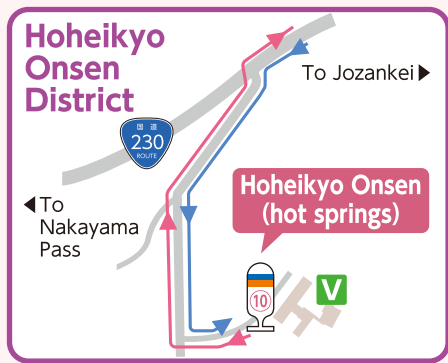 Hoheikyo
Onsen
District
To Jozankei▶
国道
230
ROUTE
◀To
Nakayama
Pass
Hoheikyo Onsen
(hot springs)
10
V